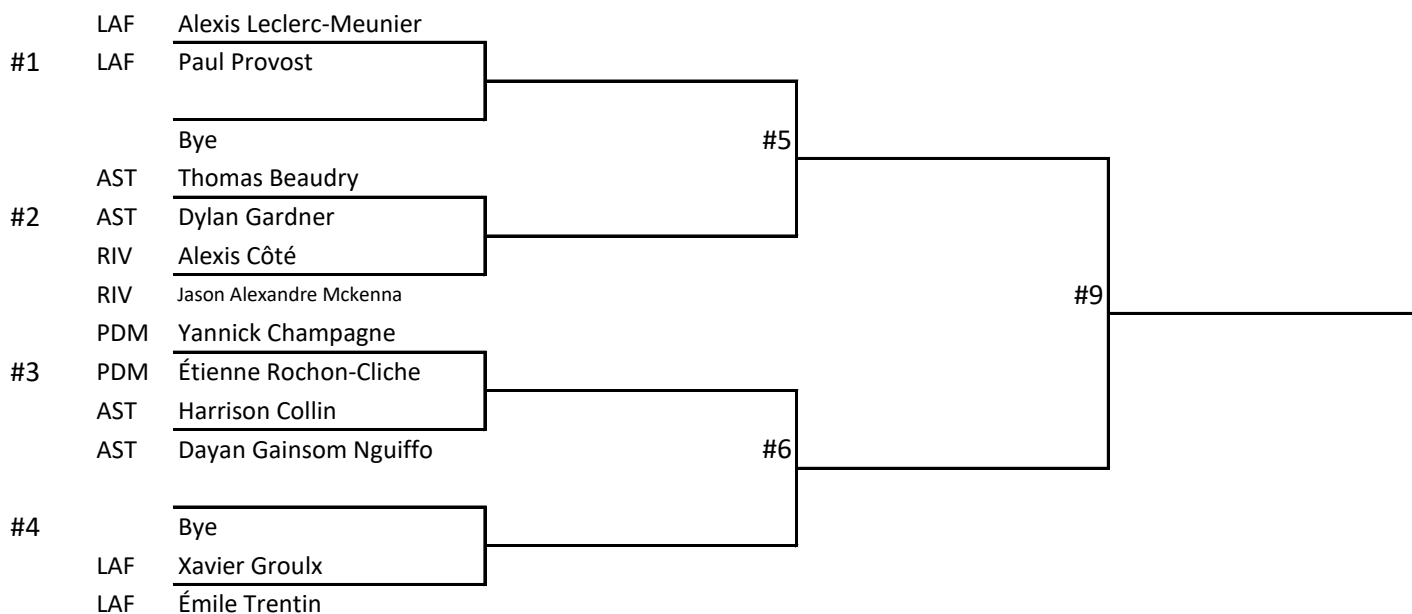 LAF Alexis Leclerc-Meunier
#1 LAF Paul Provost
Bye #5
AST Thomas Beaudry
#2 AST Dylan Gardner
RIV Alexis Côté
RIV Jason Alexandre Mckenna #9
PDM Yannick Champagne
#3 PDM Étienne Rochon-Cliche
AST Harrison Collin
AST Dayan Gainsom Nguiffo #6
#4 Bye
LAF Xavier Groulx
LAF Émile Trentin